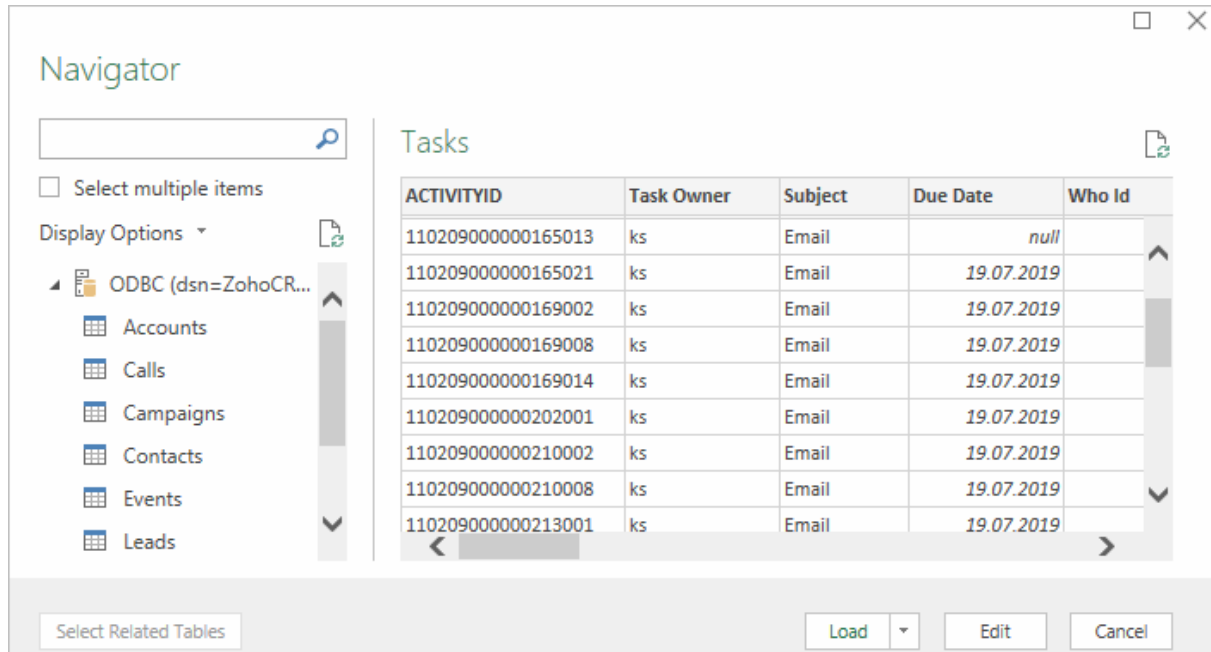 Navigator
Select multiple items
Display Options
ODBC (dsn=ZohoCR...
Accounts
Calls
Campaigns
Contacts
Events
Leads
Tasks
ACTIVITYID Task Owner Subject Due Date Who Id
110209000000165013 ks Email null
110209000000165021 ks Email 19.07.2019
110209000000169002 ks Email 19.07.2019
110209000000169008 ks Email 19.07.2019
110209000000169014 ks Email 19.07.2019
110209000000202001 ks Email 19.07.2019
110209000000210002 ks Email 19.07.2019
110209000000210008 ks Email 19.07.2019
110209000000213001 ks Email 19.07.2019
Select Related Tables Load Edit Cancel